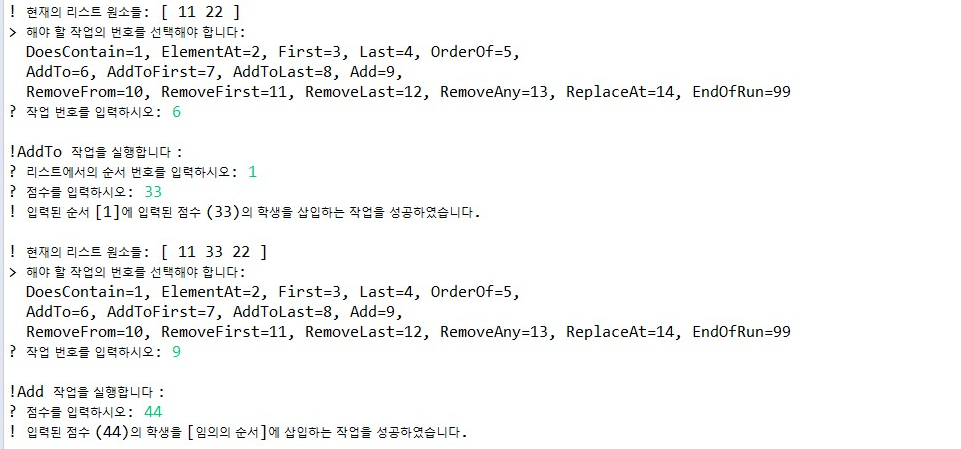 ! 현재의 리스트 원소들: [ 11 22 ]
> 해야 할 작업의 번호를 선택해야 합니다:
DoesContain=1, ElementAt=2, First=3, Last=4, OrderOf=5,
AddTo=6, AddToFirst=7, AddToLast=8, Add=9,
RemoveFrom=10, RemoveFirst=11, RemoveLast=12, RemoveAny=13, ReplaceAt=14, EndOfRun=99
? 작업 번호를 입력하시오: 6
!AddTo 작업을 실행합니다 :
? 리스트에서의 순서 번호를 입력하시오: 1
? 점수를 입력하시오: 33
! 입력된 순서 [1]에 입력된 점수 (33)의 학생을 삽입하는 작업을 성공하였습니다.
! 현재의 리스트 원소들: [ 11 33 22 ]
> 해야 할 작업의 번호를 선택해야 합니다:
DoesContain=1, ElementAt=2, First=3, Last=4, OrderOf=5,
AddTo=6, AddToFirst=7, AddToLast=8, Add=9,
RemoveFrom=10, RemoveFirst=11, RemoveLast=12, RemoveAny=13, ReplaceAt=14, EndOfRun=99
? 작업 번호를 입력하시오: 9
!Add 작업을 실행합니다 :
? 점수를 입력하시오: 44
! 입력된 점수 (44)의 학생을 [임의의 순서]에 삽입하는 작업을 성공하였습니다.